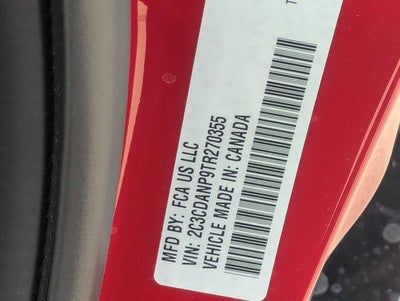 MFD BY: FCA US LLC
VIN: 2C3CDANP9TR270355
VEHICLE MADE IN: CANADA